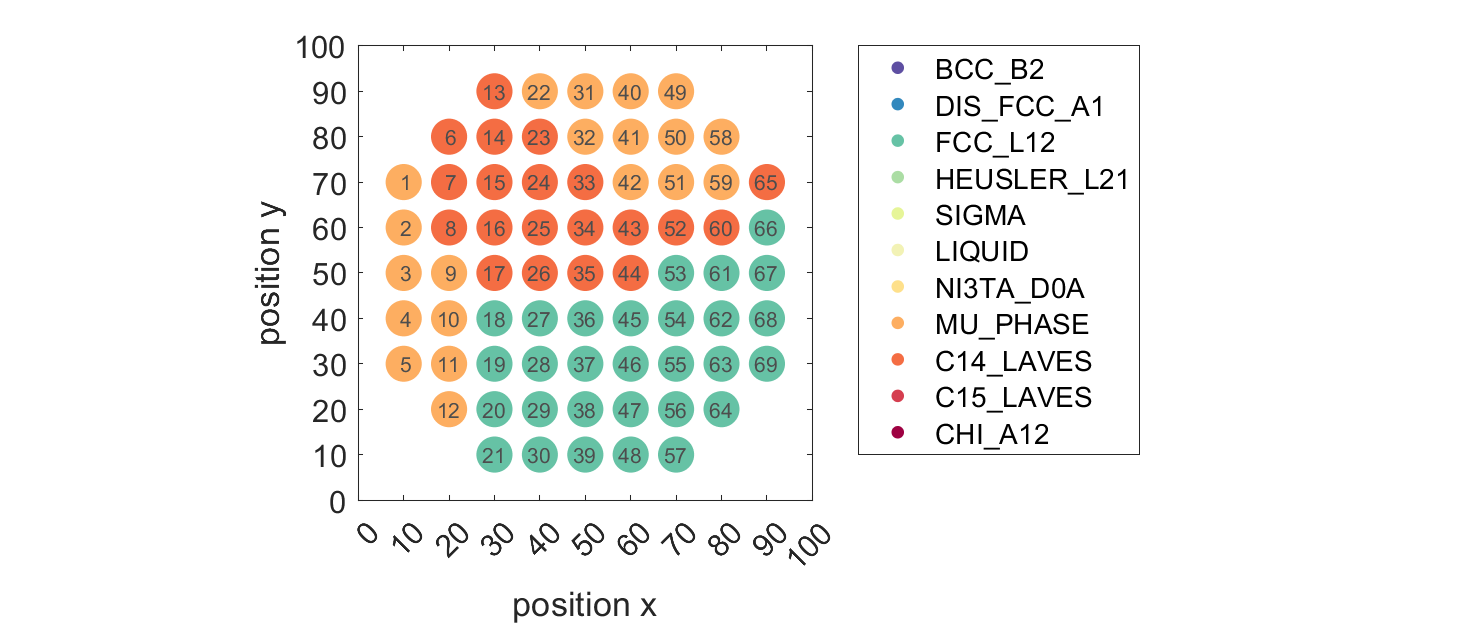 100
90 13 22 31 40 49
80 6 14 23 32 41 50 58
70 1 7 15 24 33 42 51 59 65
60 2 8 16 25 34 43 52 60 66
50 3 9 17 26 35 44 53 61 67
40 4 10 18 27 36 45 54 62 68
30 5 11 19 28 37 46 55 63 69
20 12 20 29 38 47 56 64
10 21 30 39 48 57
0
0 10 20 30 40 50 60 70 80 90 100
position x
position y
BCC_B2
DIS_FCC_A1
FCC_L12
HEUSLER_L21
SIGMA
LIQUID
NI3TA_D0A
MU_PHASE
C14_LAVES
C15_LAVES
CHI_A12